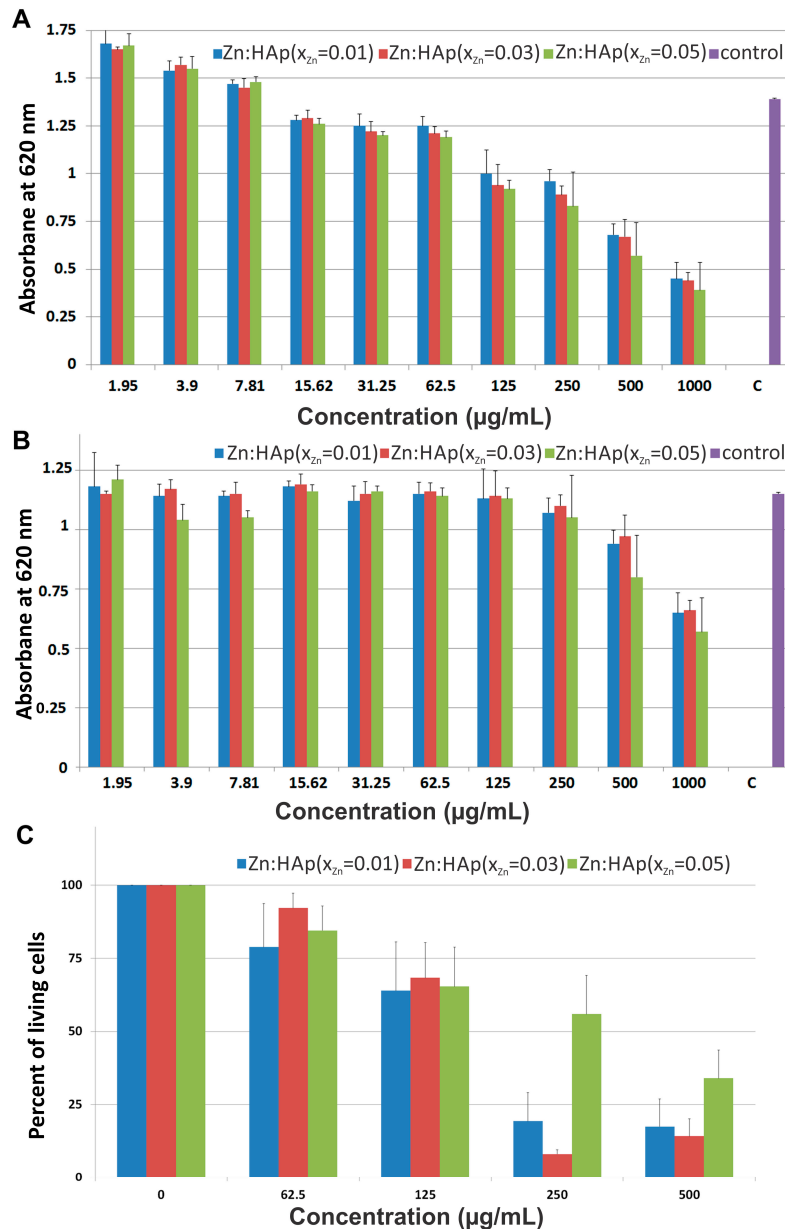 A
Zn:HAp(xZn=0.01) Zn:HAp(xZn=0.03) Zn:HAp(xZn=0.05) control
Absorbane at 620 nm
1.75
1.5
1.25
1
0.75
0.5
0.25
0
1.95 3.9 7.81 15.62 31.25 62.5 125 250 500 1000 C
Concentration (µg/mL)
B
Zn:HAp(xZn=0.01) Zn:HAp(xZn=0.03) Zn:HAp(xZn=0.05) control
Absorbane at 620 nm
1.25
1
0.75
0.5
0.25
0
1.95 3.9 7.81 15.62 31.25 62.5 125 250 500 1000 C
Concentration (µg/mL)
C
Zn:HAp(xZn=0.01) Zn:HAp(xZn=0.03) Zn:HAp(xZn=0.05)
Percent of living cells
100
75
50
25
0
0 62.5 125 250 500
Concentration (µg/mL)